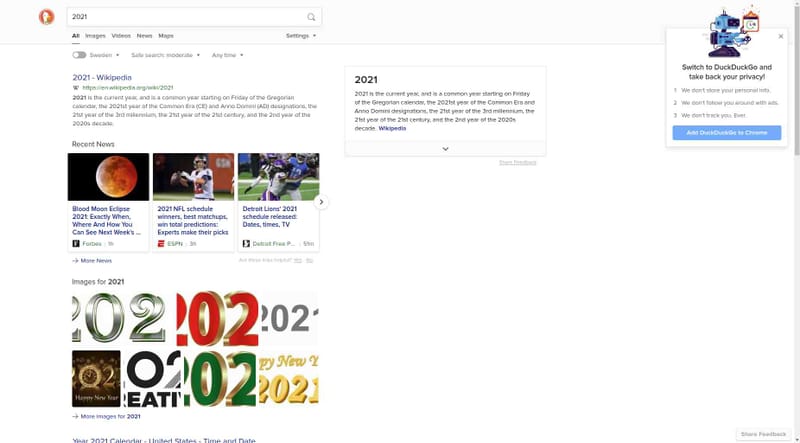 2021
All Images Videos News Maps
Settings
Sweden Safe search: moderate Any time
2021 - Wikipedia
W https://en.wikipedia.org/wiki/2021
2021 is the current year, and is a common year starting on Friday of the Gregorian
calendar, the 2021st year of the Common Era (CE) and Anno Domini (AD) designations, the
21st year of the 3rd millennium, the 21st year of the 21st century, and the 2nd year of the
2020s decade.
Recent News
Blood Moon Eclipse
2021: Exactly When,
Where And How You
Can See Next Week's ...
Forbes 1h
2021 NFL schedule
winners, best matchups,
win total predictions:
Experts make their picks
ESPN 3h
Detroit Lions' 2021
schedule released:
Dates, times, TV
Detroit Free P... 51m
→ More News
Are these links helpful? Yes No
Images for 2021
202
202
2021
2021
Happy New Year
202
EATI
202
ppy New Y
2021
→ More Images for 2021
Year 2021 Calendar - United States - Time and Date
2021
2021 is the current year, and is a common year starting on Friday
of the Gregorian calendar, the 2021st year of the Common Era and
Anno Domini designations, the 21st year of the 3rd millennium, the
21st year of the 21st century, and the 2nd year of the 2020s
decade. Wikipedia
Share Feedback
Switch to DuckDuckGo and
take back your privacy!
1 We don't store your personal info.
2 We don't follow you around with ads.
3 We don't track you. Ever.
Add DuckDuckGo to Chrome
Share Feedback